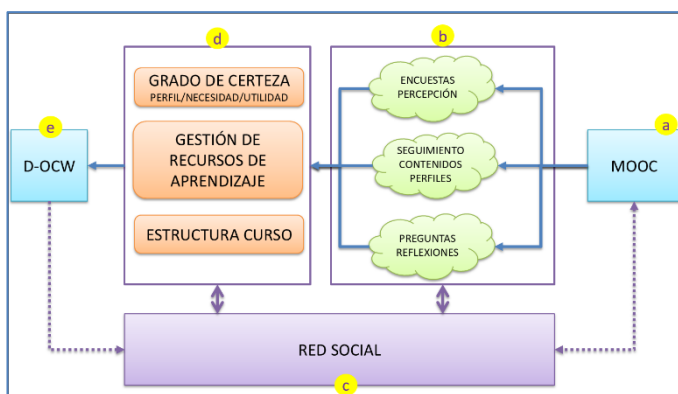 d
b
GRADO DE CERTEZA
PERFIL/NECESIDAD/UTILIDAD
ENCUESTAS
PERCEPCIÓN
e
a
D-OCW
GESTIÓN DE
RECURSOS DE
APRENDIZAJE
SEGUIMIENTO
CONTENIDOS
PERFILES
MOOC
ESTRUCTURA CURSO
PREGUNTAS
REFLEXIONES
RED SOCIAL
c